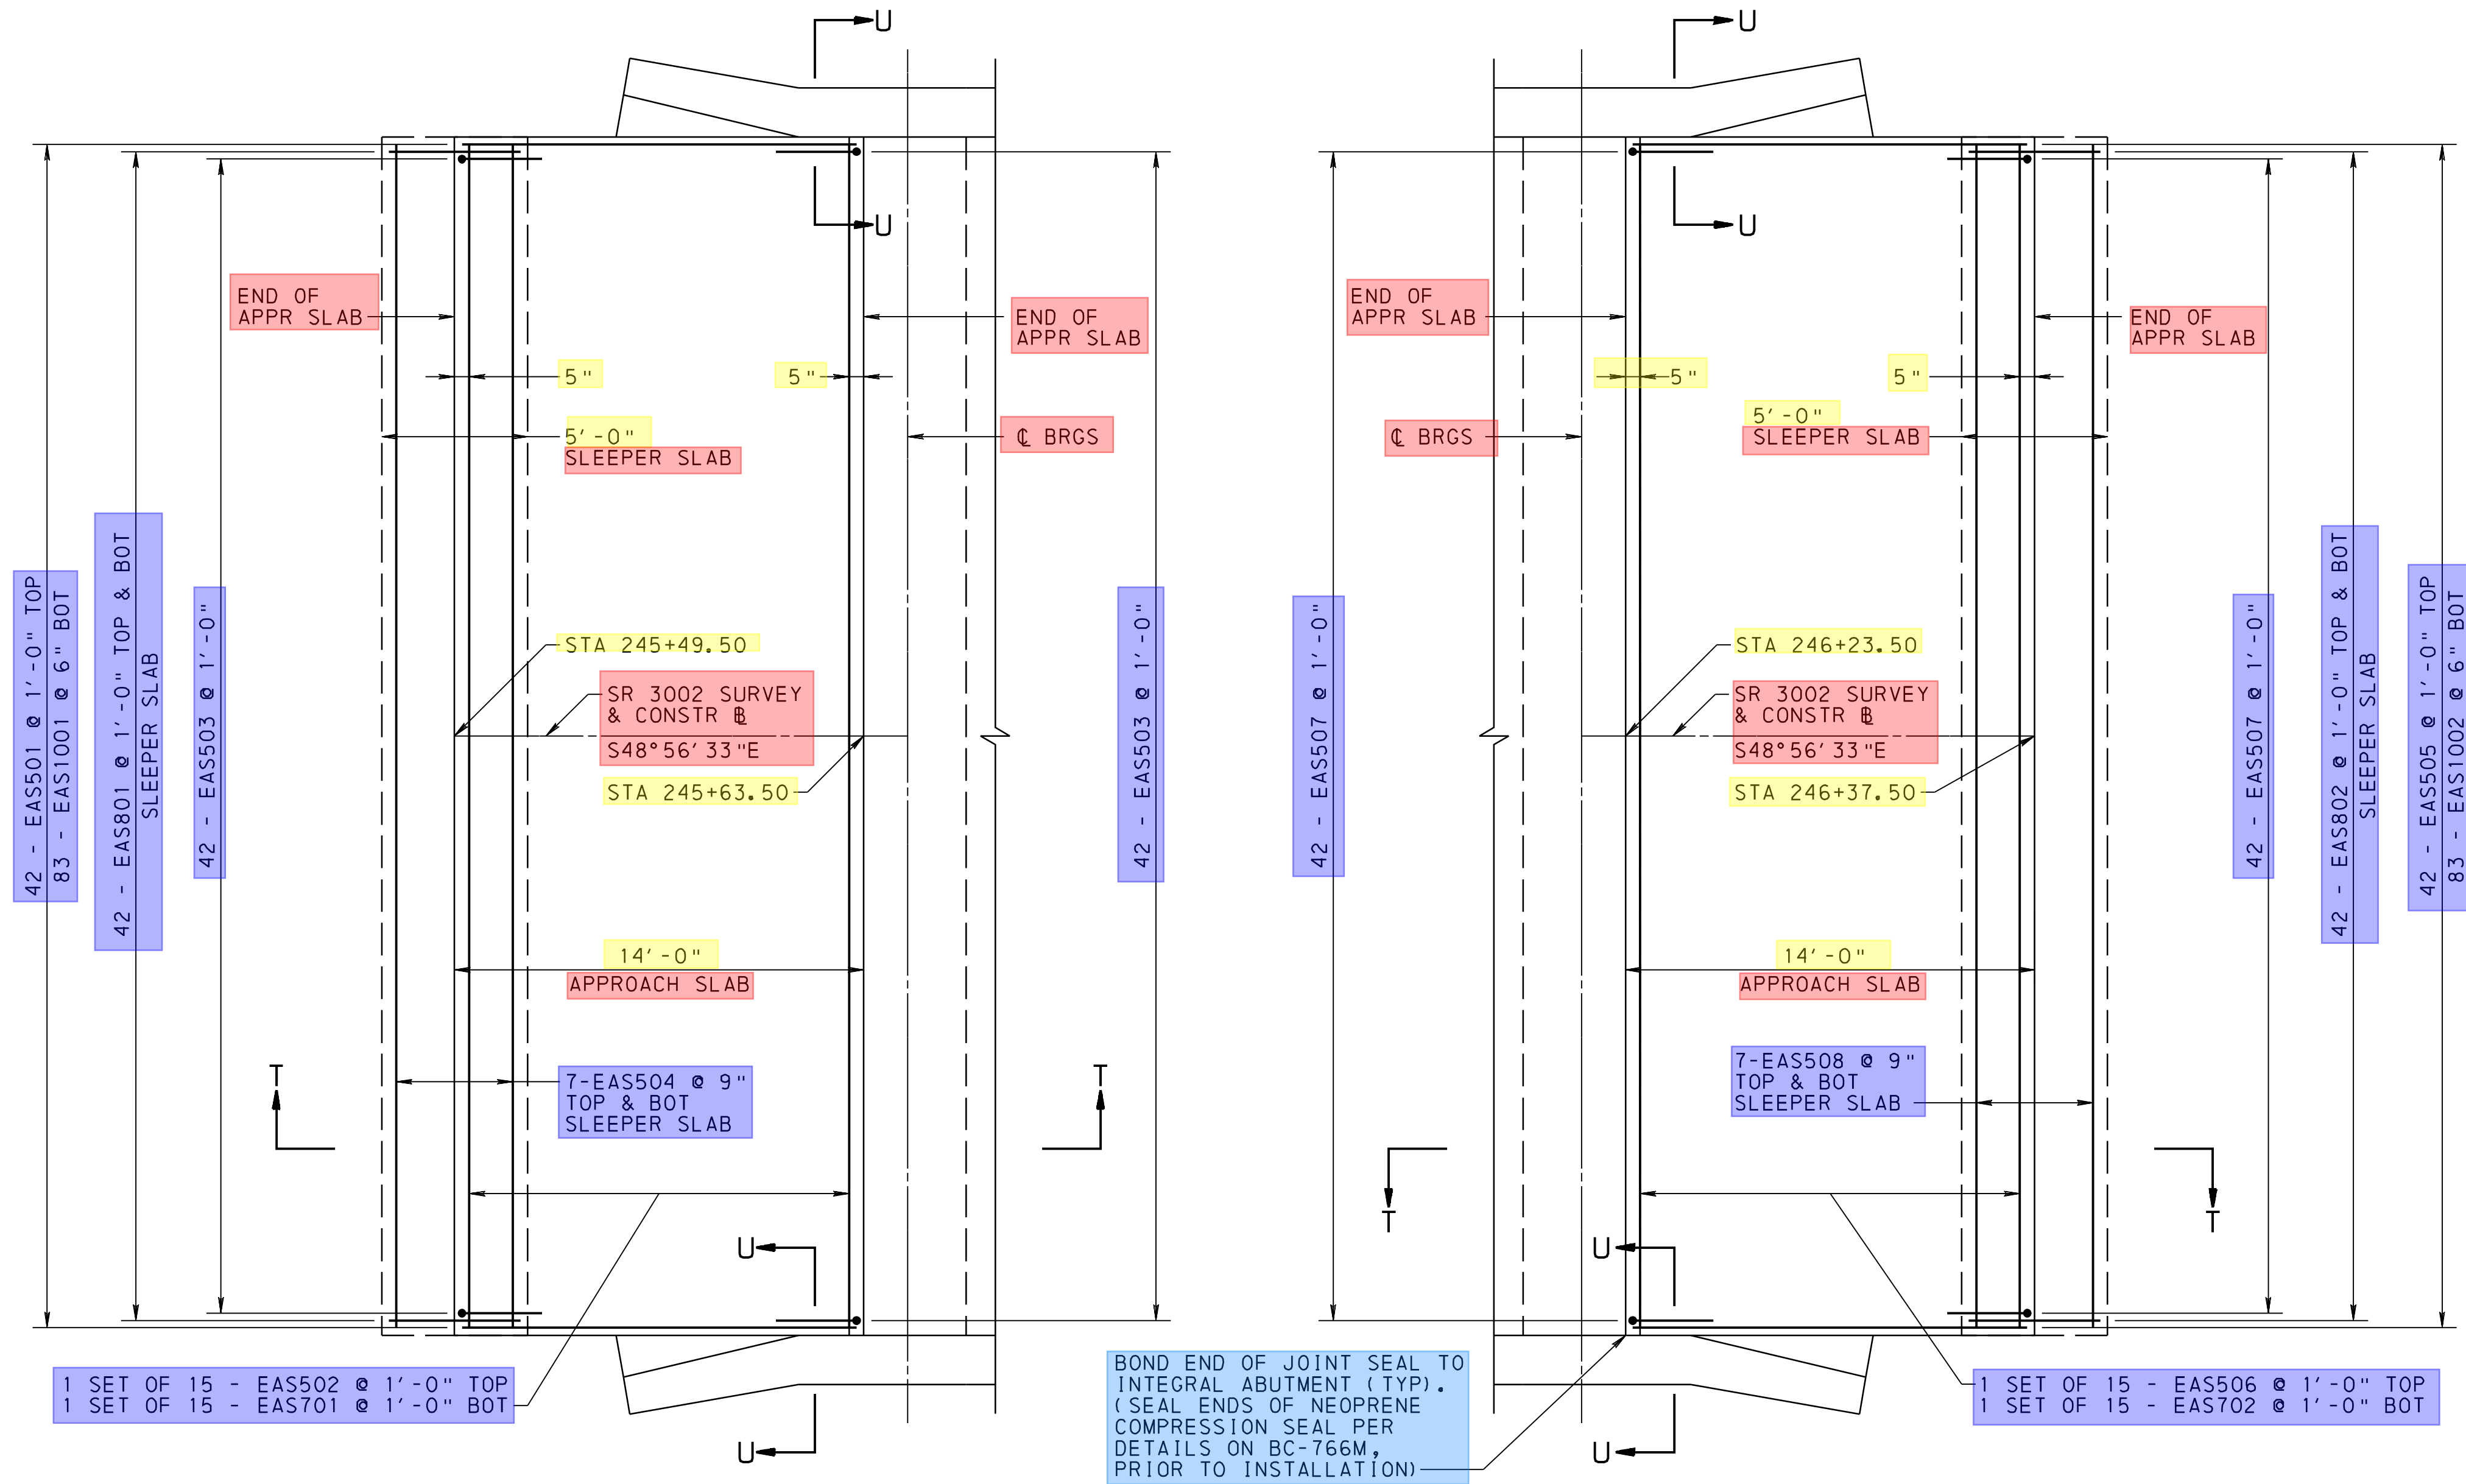 U
U
U
U
END OF
APPR SLAB
END OF
APPR SLAB
5"
5"
5'-0"
SLEEPER SLAB
℄ BRGS
42 - EAS501 @ 1'-0" TOP
83 - EAS1001 @ 6" BOT
42 - EAS801 @ 1'-0" TOP & BOT
SLEEPER SLAB
42 - EAS503 @ 1'-0"
STA 245+49.50
SR 3002 SURVEY
& CONSTR BL
S48°56'33"E
STA 245+63.50
42 - EAS503 @ 1'-0"
14'-0"
APPROACH SLAB
T
T
7-EAS504 @ 9"
TOP & BOT
SLEEPER SLAB
U
1 SET OF 15 - EAS502 @ 1'-0" TOP
1 SET OF 15 - EAS701 @ 1'-0" BOT
U
END OF
APPR SLAB
END OF
APPR SLAB
5"
5"
5'-0"
SLEEPER SLAB
℄ BRGS
42 - EAS507 @ 1'-0"
STA 246+23.50
SR 3002 SURVEY
& CONSTR BL
S48°56'33"E
STA 246+37.50
42 - EAS507 @ 1'-0"
42 - EAS802 @ 1'-0" TOP & BOT
SLEEPER SLAB
42 - EAS505 @ 1'-0" TOP
83 - EAS1002 @ 6" BOT
14'-0"
APPROACH SLAB
7-EAS508 @ 9"
TOP & BOT
SLEEPER SLAB
T
T
U
BOND END OF JOINT SEAL TO
INTEGRAL ABUTMENT (TYP).
(SEAL ENDS OF NEOPRENE
COMPRESSION SEAL PER
DETAILS ON BC-766M,
PRIOR TO INSTALLATION)
1 SET OF 15 - EAS506 @ 1'-0" TOP
1 SET OF 15 - EAS702 @ 1'-0" BOT
U